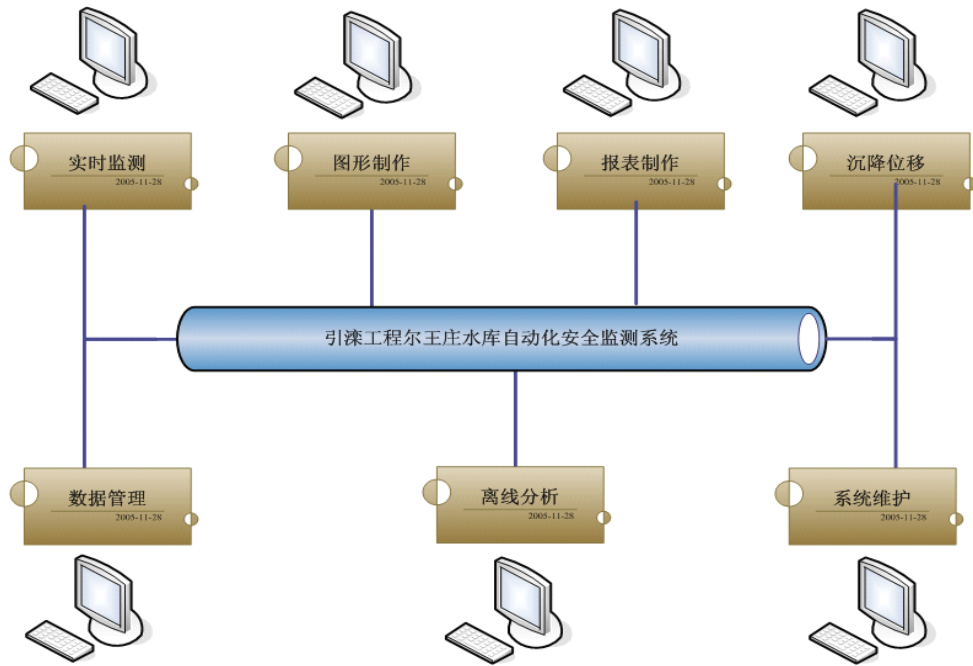 实时监测
2005-11-28
图形制作
2005-11-28
报表制作
2005-11-28
沉降位移
2005-11-28
引滦工程尔王庄水库自动化安全监测系统
数据管理
2005-11-28
离线分析
2005-11-28
系统维护
2005-11-28